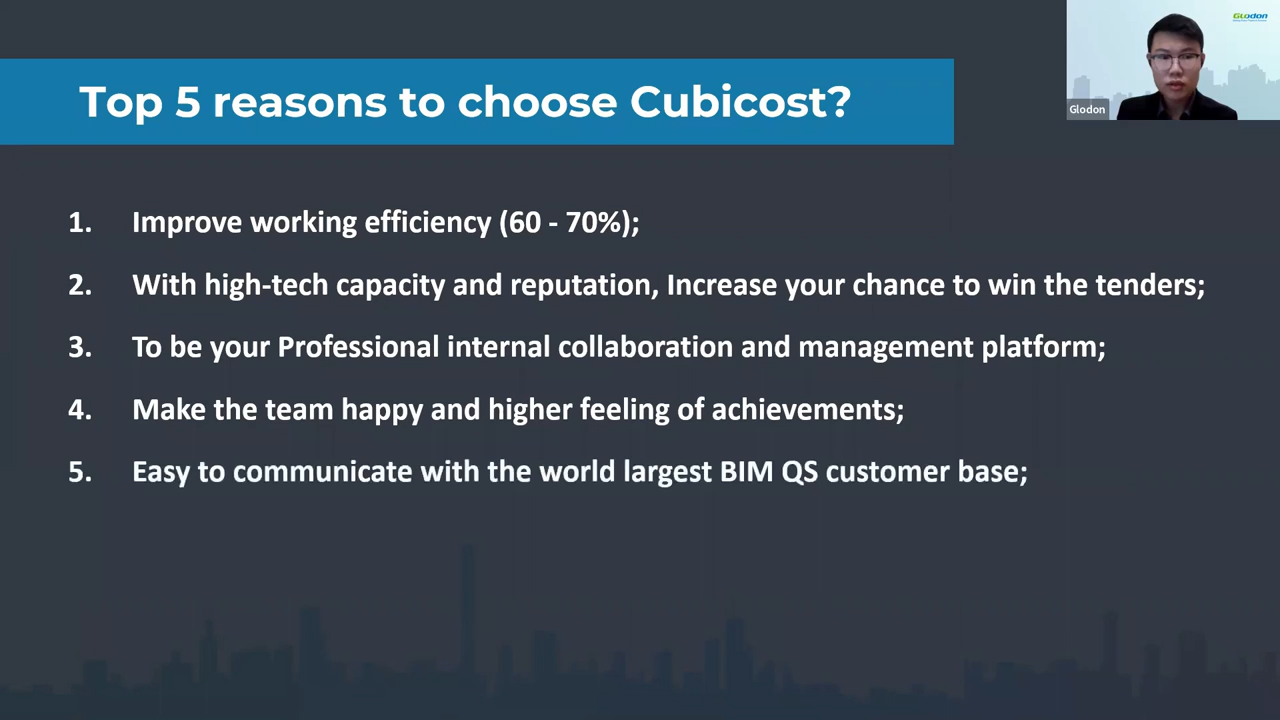 Glodon
Glodon
Top 5 reasons to choose Cubicost?
1. Improve working efficiency (60 - 70%);
2. With high-tech capacity and reputation, Increase your chance to win the tenders;
3. To be your Professional internal collaboration and management platform;
4. Make the team happy and higher feeling of achievements;
5. Easy to communicate with the world largest BIM QS customer base;